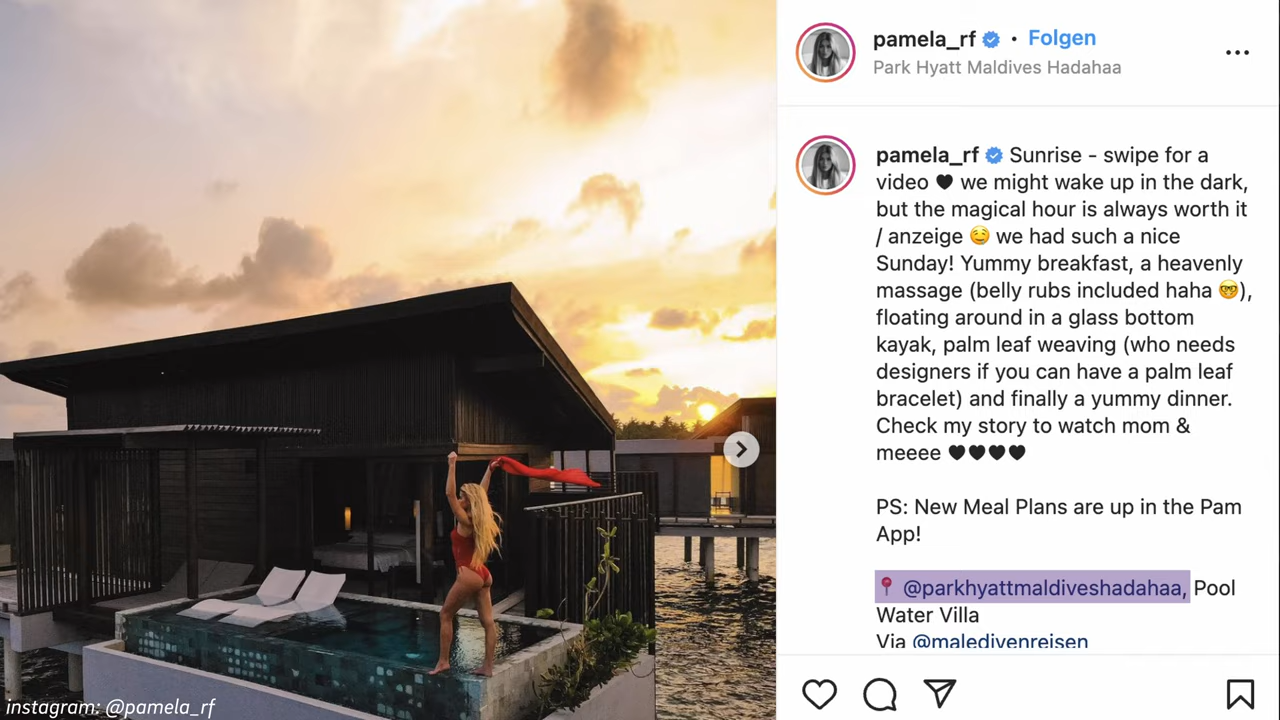 pamela_rf • Folgen
Park Hyatt Maldives Hadahaa
pamela_rf Sunrise - swipe for a
video 🖤 we might wake up in the dark,
but the magical hour is always worth it
/ anzeige 🤤 we had such a nice
Sunday! Yummy breakfast, a heavenly
massage (belly rubs included haha 🤓),
floating around in a glass bottom
kayak, palm leaf weaving (who needs
designers if you can have a palm leaf
bracelet) and finally a yummy dinner.
Check my story to watch mom &
meeee 🖤🖤🖤🖤
PS: New Meal Plans are up in the Pam
App!
📍 @parkhyattmaldiveshadahaa, Pool
Water Villa
Via @maledivenreisen
instagram: @pamela_rf